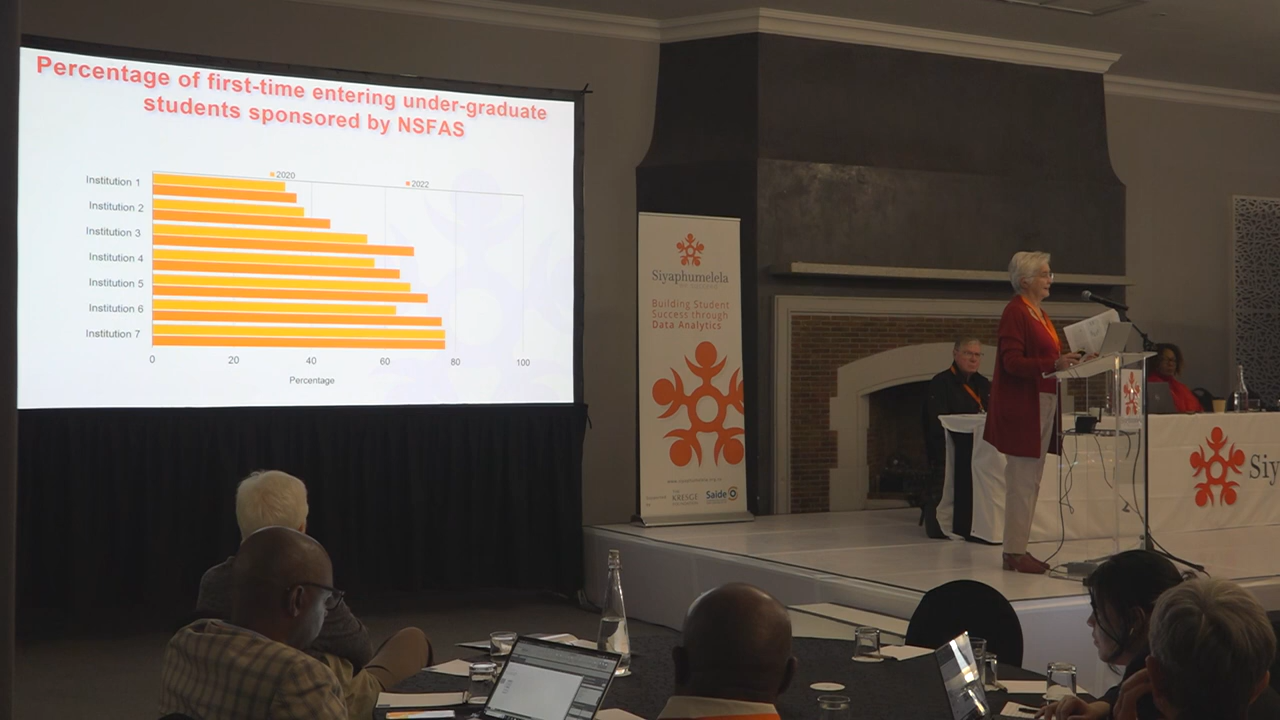 Percentage of first-time entering under-graduate
students sponsored by NSFAS
2020
2022
Institution 1
Institution 2
Institution 3
Institution 4
Institution 5
Institution 6
Institution 7
0 20 40 60 80 100
Percentage
Siyaphumelela
Building Student
Success through
Data Analytics
KRESGE
Saide
Siy